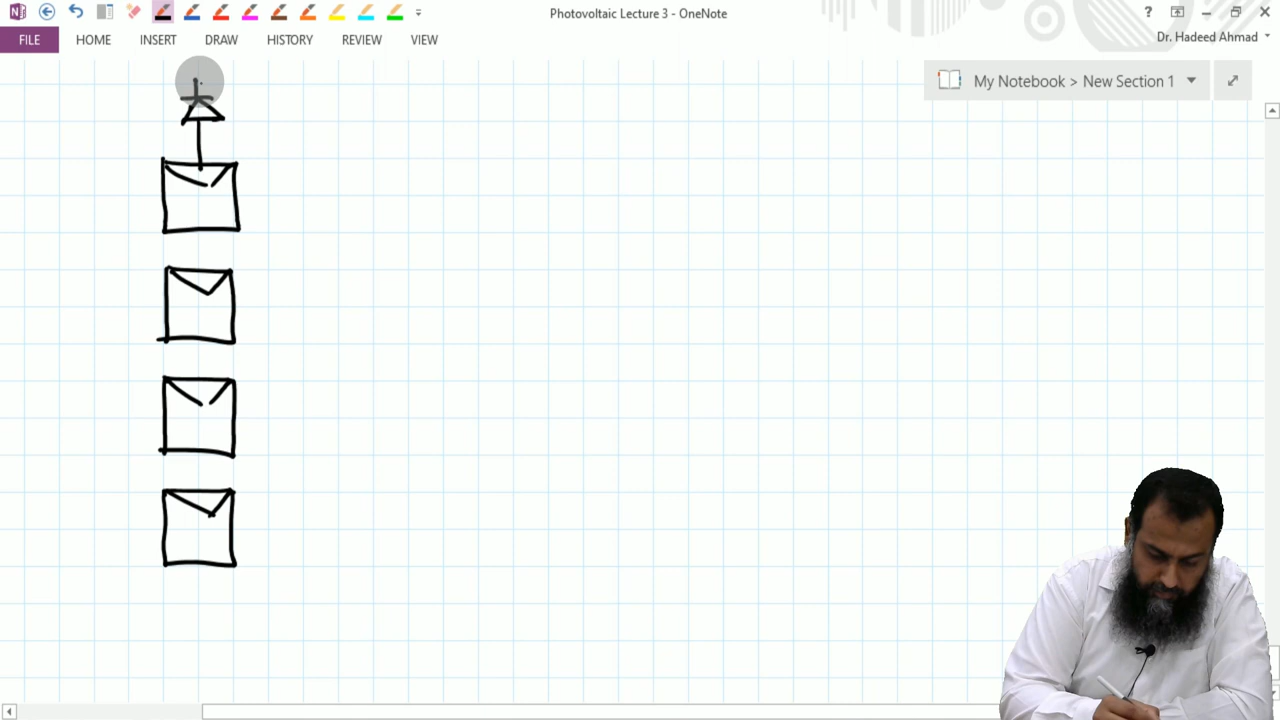 Photovoltaic Lecture 3 - OneNote
?
Dr. Hadeed Ahmad
FILE HOME INSERT DRAW HISTORY REVIEW VIEW
My Notebook > New Section 1